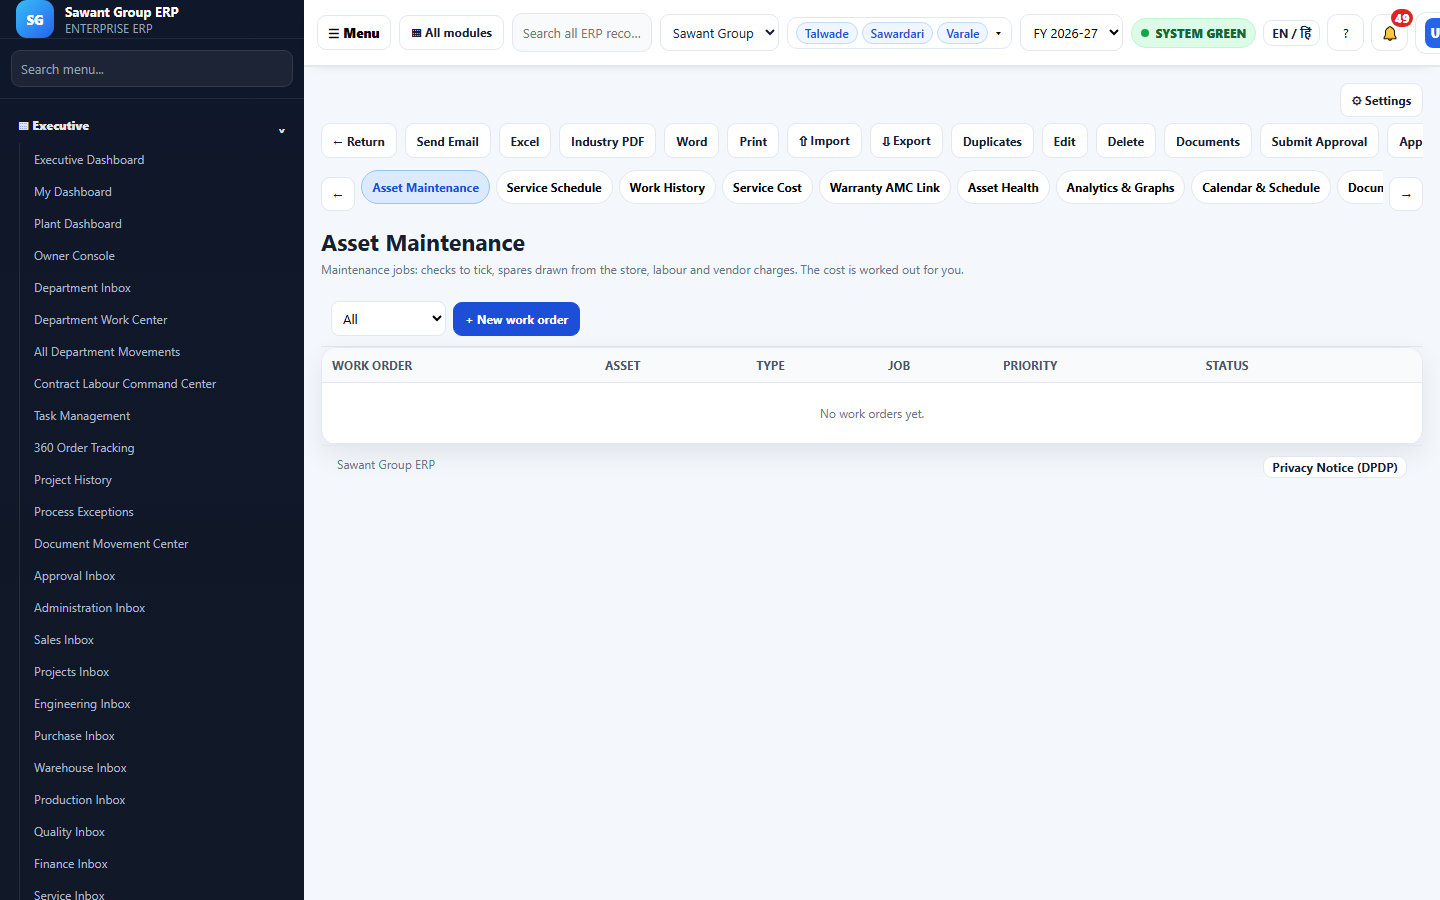 SG
Sawant Group ERP
ENTERPRISE ERP
Search menu...
Executive
Executive Dashboard
My Dashboard
Plant Dashboard
Owner Console
Department Inbox
Department Work Center
All Department Movements
Contract Labour Command Center
Task Management
360 Order Tracking
Project History
Process Exceptions
Document Movement Center
Approval Inbox
Administration Inbox
Sales Inbox
Projects Inbox
Engineering Inbox
Purchase Inbox
Warehouse Inbox
Production Inbox
Quality Inbox
Finance Inbox
Service Inbox
☰ Menu
All modules
Search all ERP reco...
Sawant Group
Talwade Sawardari Varale
FY 2026-27
SYSTEM GREEN
EN / हिं
?
49
U
⚙ Settings
← Return Send Email Excel Industry PDF Word Print ⇧ Import ⇩ Export Duplicates Edit Delete Documents Submit Approval App
← Asset Maintenance Service Schedule Work History Service Cost Warranty AMC Link Asset Health Analytics & Graphs Calendar & Schedule Docun →
Asset Maintenance
Maintenance jobs: checks to tick, spares drawn from the store, labour and vendor charges. The cost is worked out for you.
All
+ New work order
WORK ORDER ASSET TYPE JOB PRIORITY STATUS
No work orders yet.
Sawant Group ERP
Privacy Notice (DPDP)